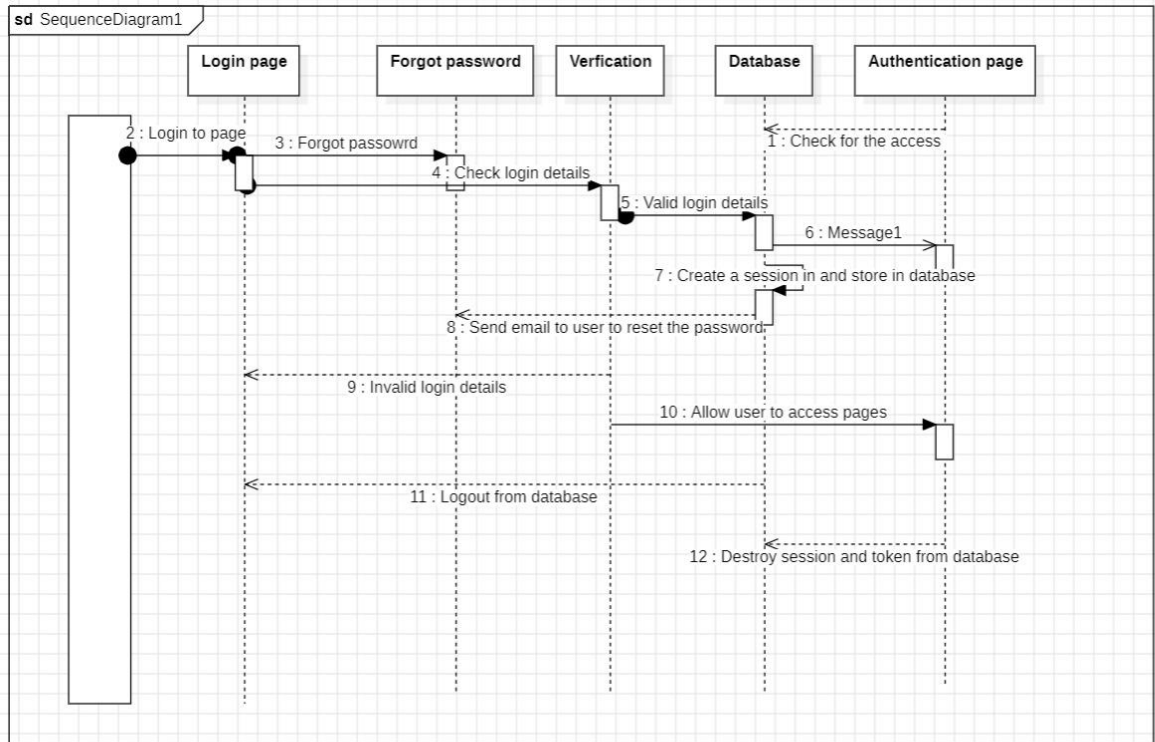 sd SequenceDiagram1
Login page
Forgot password
Verfication
Database
Authentication page
2 : Login to page
3 : Forgot passowrd
1 : Check for the access
4 : Check login details
5 : Valid login details
6 : Message1
7 : Create a session in and store in database
8 : Send email to user to reset the password
9 : Invalid login details
10 : Allow user to access pages
11 : Logout from database
12 : Destroy session and token from database